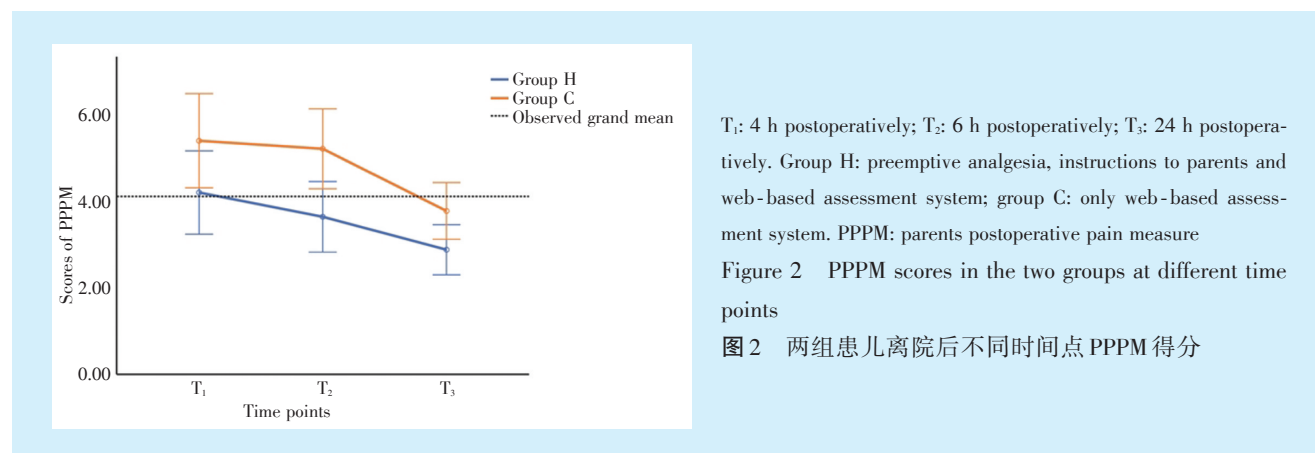 Group H
Group C
Observed grand mean
6.00
4.00
2.00
0.00
Scores of PPPM
T₁
T₂
T₃
Time points
T₁: 4 h postoperatively; T₂: 6 h postoperatively; T₃: 24 h postopera-
tively. Group H: preemptive analgesia, instructions to parents and
web-based assessment system; group C: only web-based assess-
ment system. PPPM: parents postoperative pain measure
Figure 2 PPPM scores in the two groups at different time
points
图2 两组患儿离院后不同时间点PPPM得分